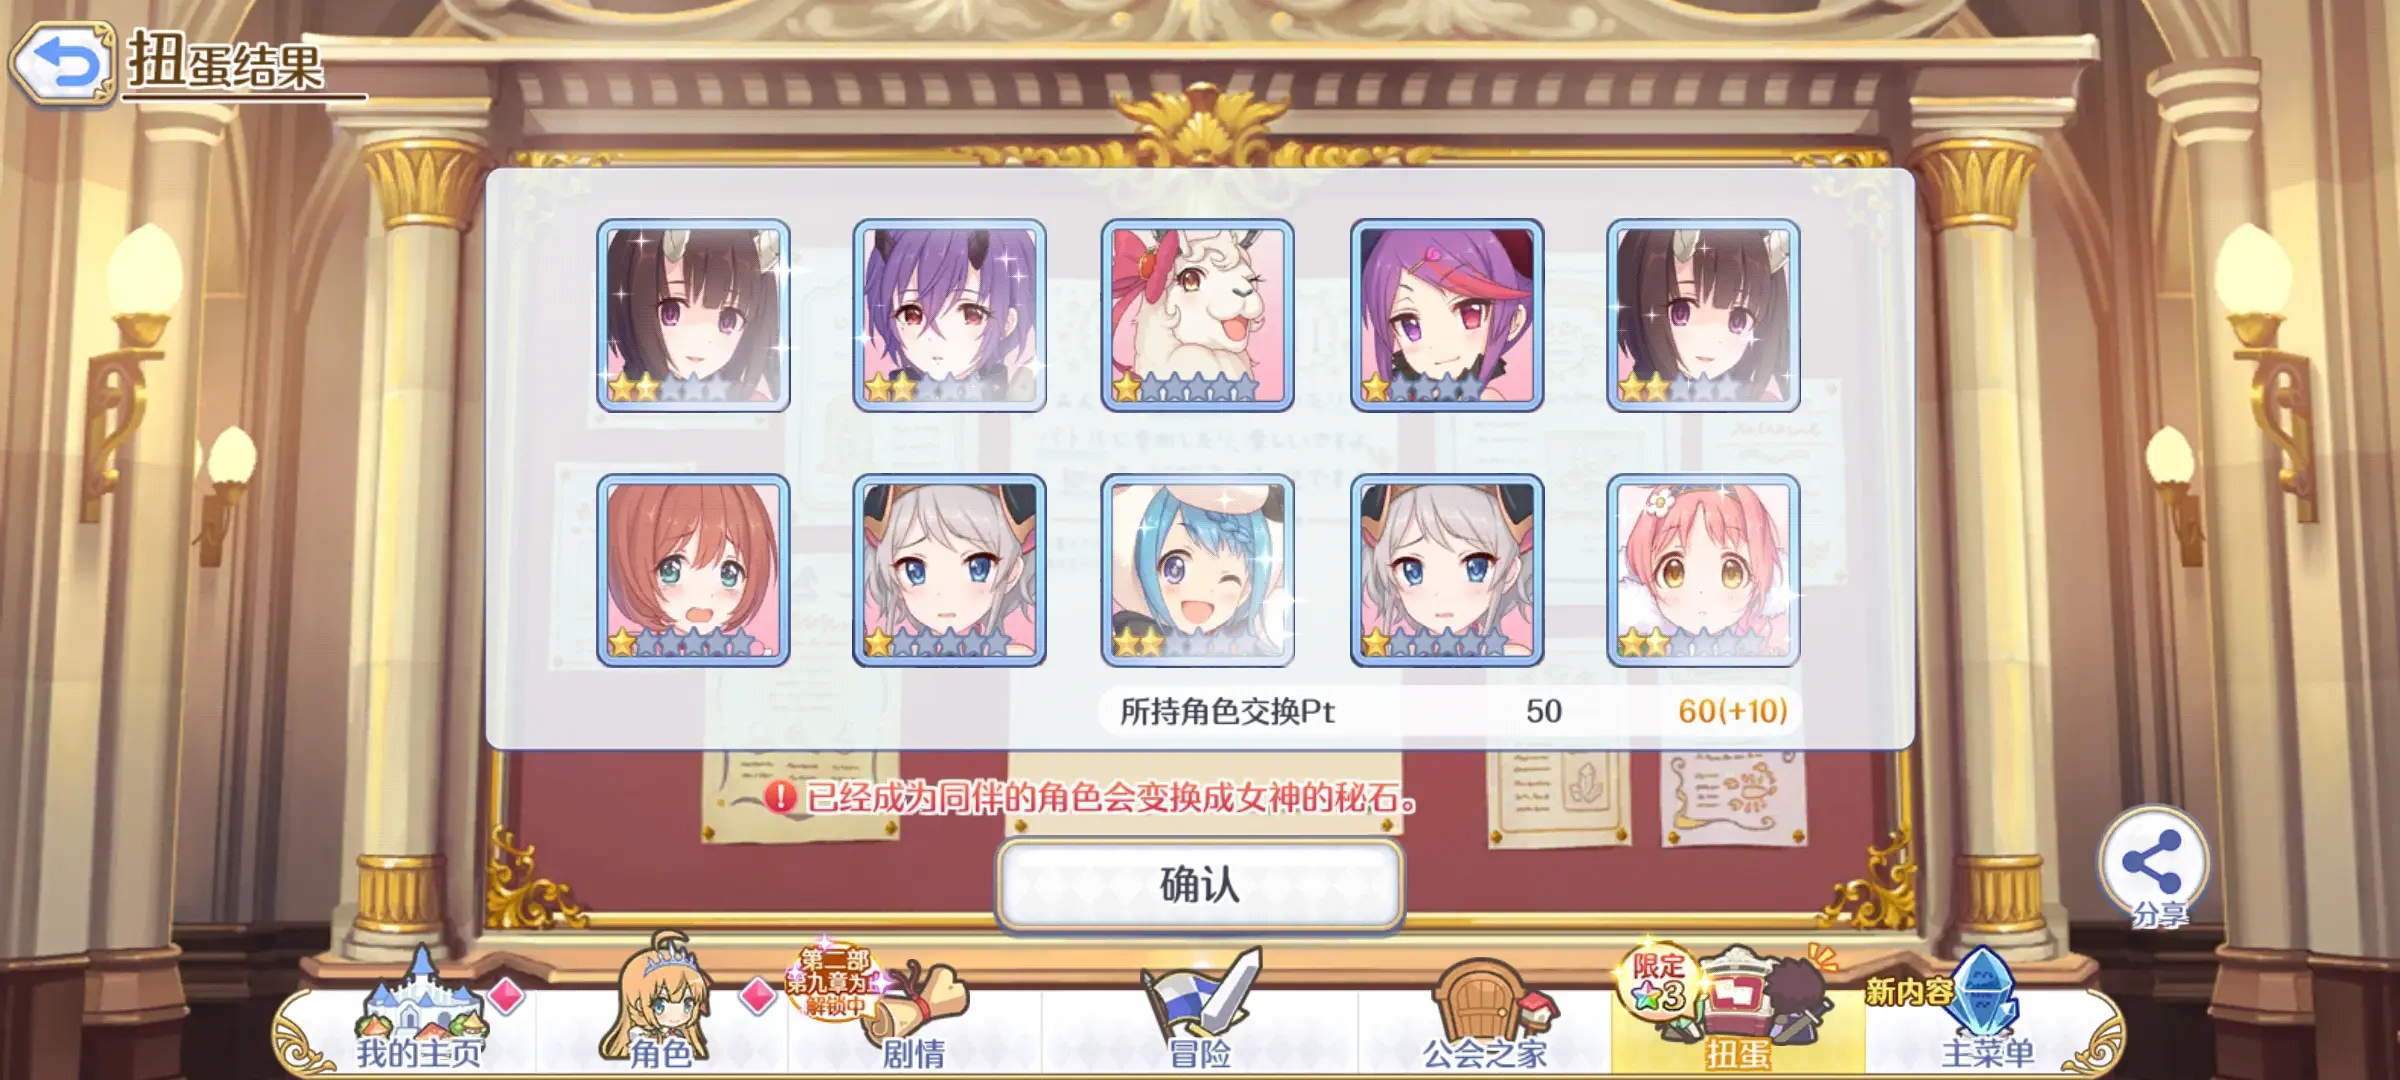 扭蛋结果
所持角色交换Pt 50 60(+10)
已经成为同伴的角色会变换成女神的秘石。
确认
分享
第二部
第九章为
解锁中
限定
3
新内容
我的主页
角色
剧情
冒险
公会之家
扭蛋
主菜单